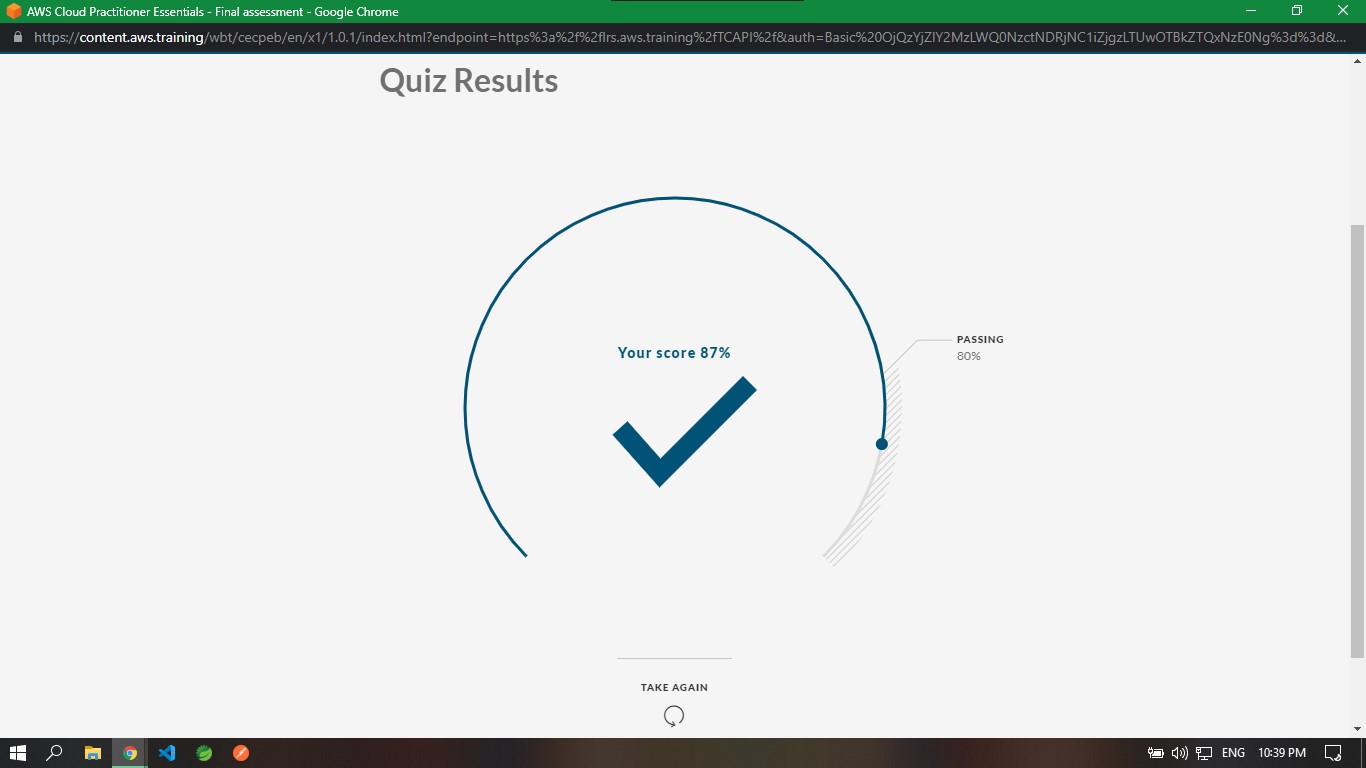 AWS Cloud Practitioner Essentials - Final assessment - Google Chrome
https://content.aws.training/wbt/cecpeb/en/x1/1.0.1/index.html?endpoint=https%3a%2f%2flrs.aws.training%2fTCAPI%2f&auth=Basic%20OjQzYjZlY2MzLWQ0NzctNDRjNC1iZjgzLTUwOTBkZTQxNzE0Ng%3d%3d&...
Quiz Results
Your score 87%
PASSING
80%
TAKE AGAIN
ENG
10:39 PM